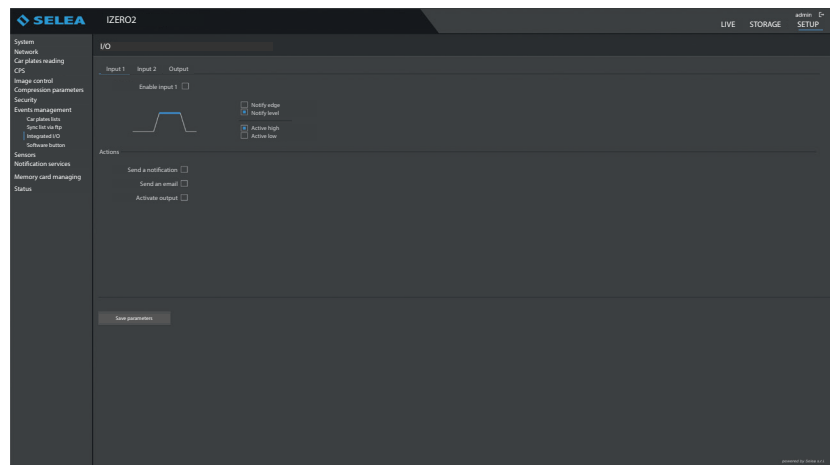 SELEA
IZERO2
admin
LIVE STORAGE SETUP
System
Network
Car plates reading
CPS
Image control
Compression parameters
Security
Events management
Car plates lists
Sync list via ftp
Integrated I/O
Software button
Sensors
Notification services
Memory card managing
Status
I/O
Input 1 Input 2 Output
Enable input 1
Notify edge
Notify level
Active high
Active low
Actions
Send a notification
Send an email
Activate output
Save parameters
powered by Selea s.r.l